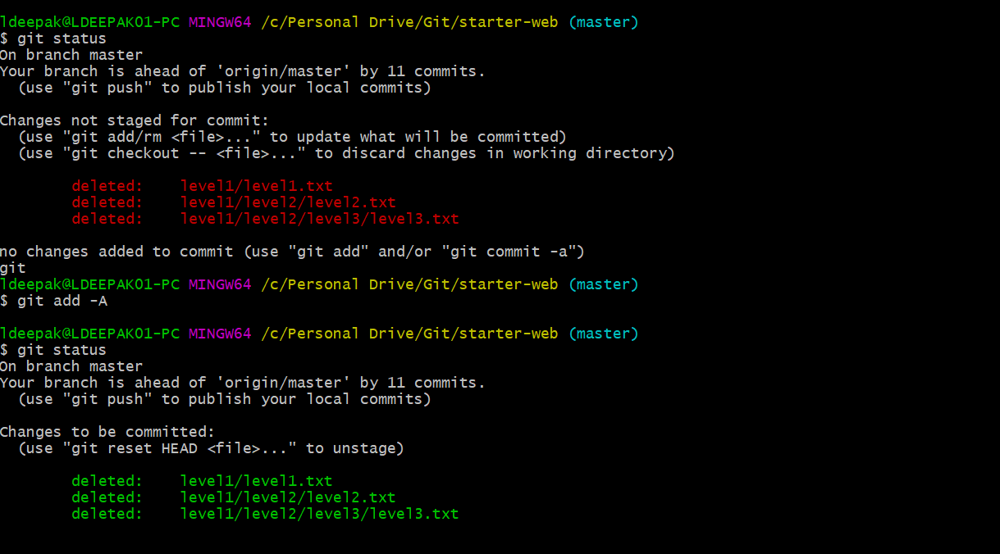 ldeepak@LDEEPAK01-PC MINGW64 /c/Personal Drive/Git/starter-web (master)
$ git status
On branch master
Your branch is ahead of 'origin/master' by 11 commits.
  (use "git push" to publish your local commits)

Changes not staged for commit:
  (use "git add/rm <file>..." to update what will be committed)
  (use "git checkout -- <file>..." to discard changes in working directory)

        deleted:    level1/level1.txt
        deleted:    level1/level2/level2.txt
        deleted:    level1/level2/level3/level3.txt

no changes added to commit (use "git add" and/or "git commit -a")
git
ldeepak@LDEEPAK01-PC MINGW64 /c/Personal Drive/Git/starter-web (master)
$ git add -A

ldeepak@LDEEPAK01-PC MINGW64 /c/Personal Drive/Git/starter-web (master)
$ git status
On branch master
Your branch is ahead of 'origin/master' by 11 commits.
  (use "git push" to publish your local commits)

Changes to be committed:
  (use "git reset HEAD <file>..." to unstage)

        deleted:    level1/level1.txt
        deleted:    level1/level2/level2.txt
        deleted:    level1/level2/level3/level3.txt